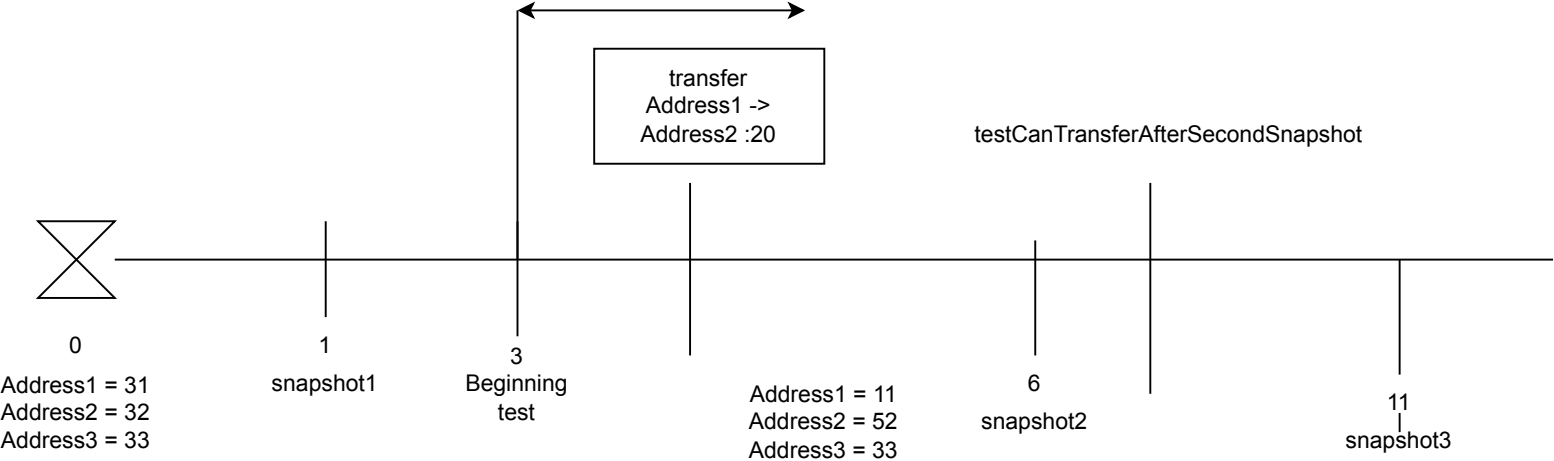 transfer
Address1 ->
Address2 :20
testCanTransferAfterSecondSnapshot
0
Address1 = 31
Address2 = 32
Address3 = 33
1
snapshot1
3
Beginning
test
Address1 = 11
Address2 = 52
Address3 = 33
6
snapshot2
11
snapshot3